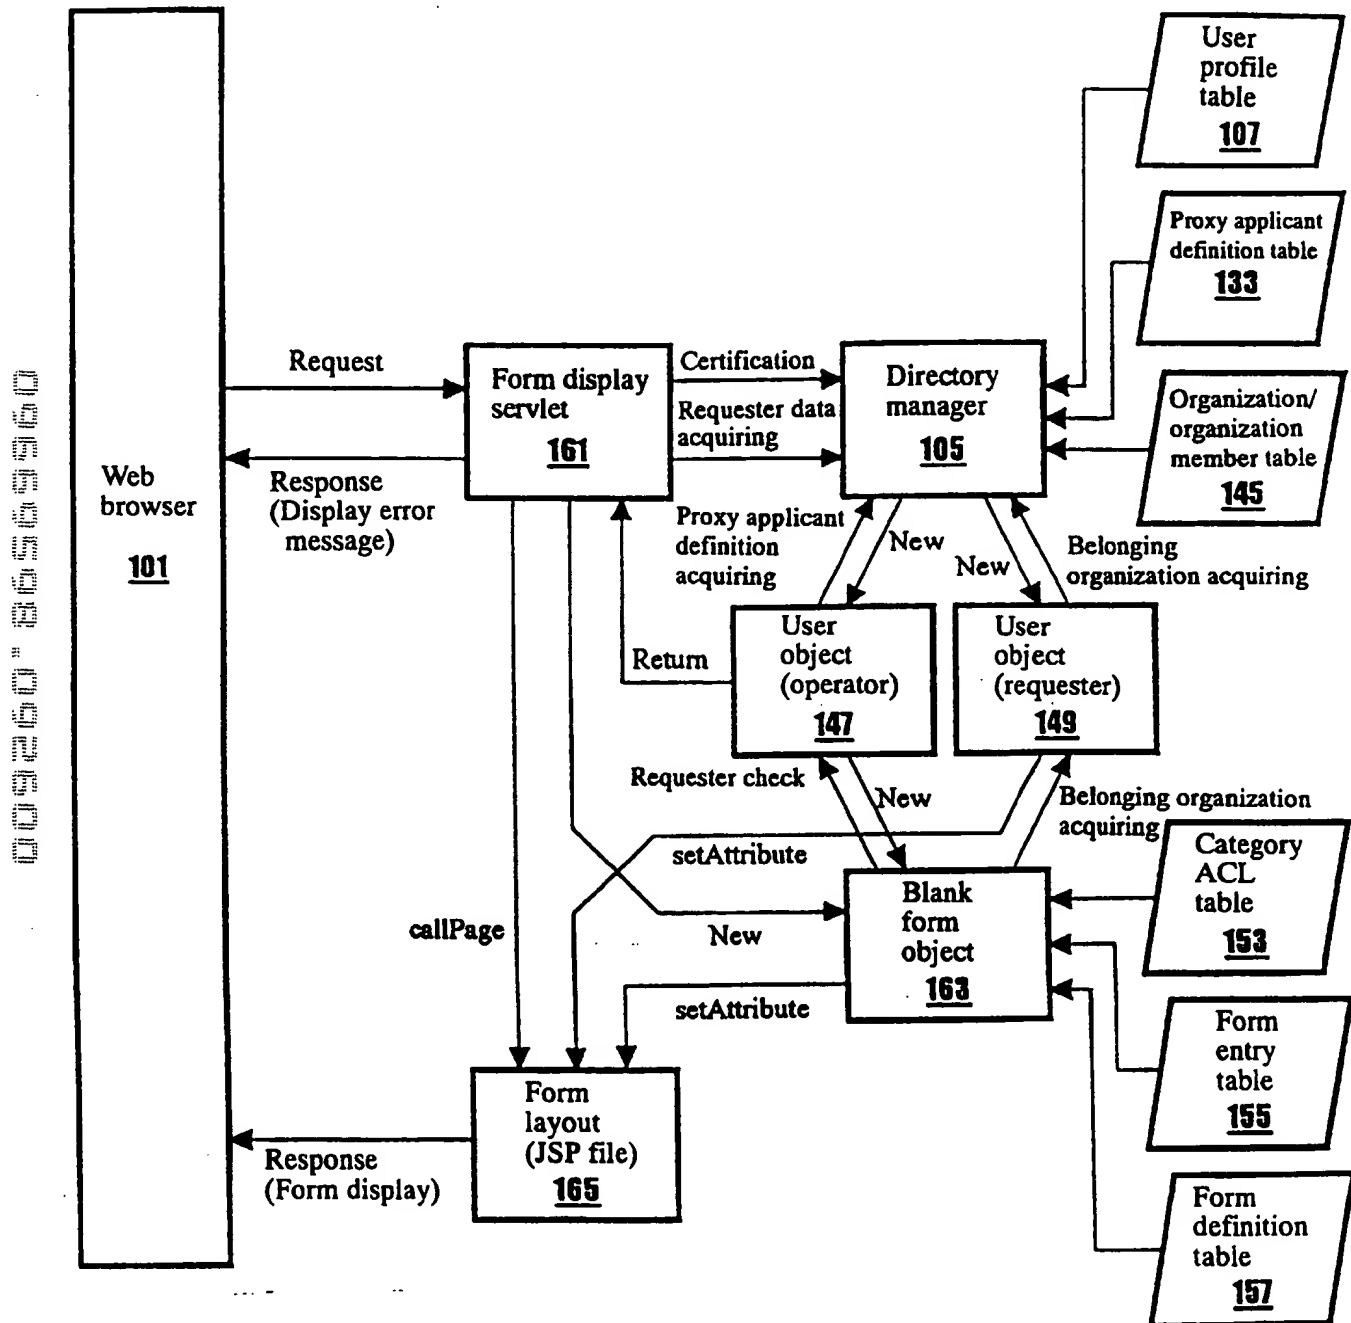 User
profile
table
107
Proxy applicant
definition table
133
Organization/
organization
member table
145
Request
Form display
servlet
161
Certification
Requester data
acquiring
Directory
manager
105
Response
(Display error
message)
Web
browser
101
Proxy applicant
definition
acquiring
New
New
Belonging
organization acquiring
Return
User
object
(operator)
147
User
object
(requester)
149
Requester check
New
Belonging organization
acquiring
setAttribute
callPage
New
Blank
form
object
163
setAttribute
Category
ACL
table
153
Form
entry
table
155
Form
layout
(JSP file)
165
Response
(Form display)
Form
definition
table
157